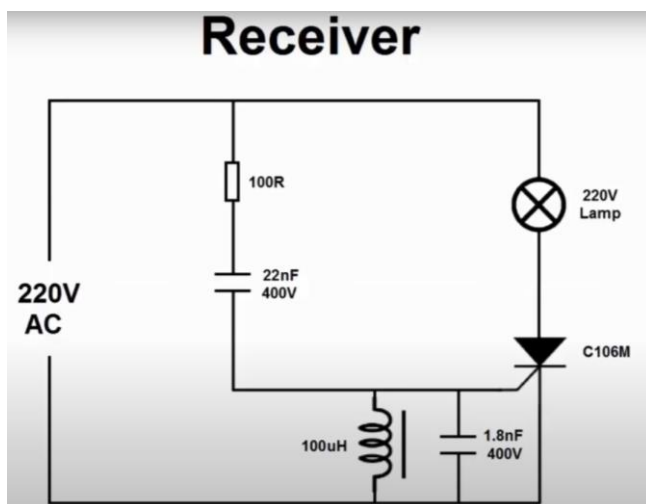 Receiver
100R
220V
Lamp
22nF
400V
220V
AC
C106M
100uH
1.8nF
400V